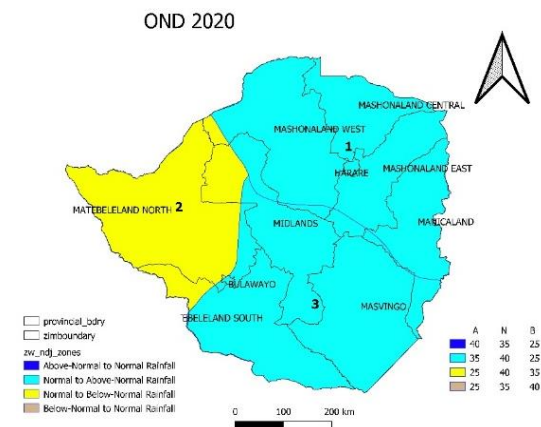 OND 2020
MASHONALAND CENTRAL
MASHONALAND WEST
1
HARARE
MASHONALAND EAST
MATEBELELAND NORTH
2
MIDLANDS
MANICALAND
BULAWAYO
3
MASVINGO
EBELELAND SOUTH
provincial_bdry
zimboundary
zw_ndj_zones
Above-Normal to Normal Rainfall
Normal to Above-Normal Rainfall
Normal to Below-Normal Rainfall
Below-Normal to Normal Rainfall
A N B
40 35 25
35 40 25
25 40 35
25 35 40
0 100 200 km